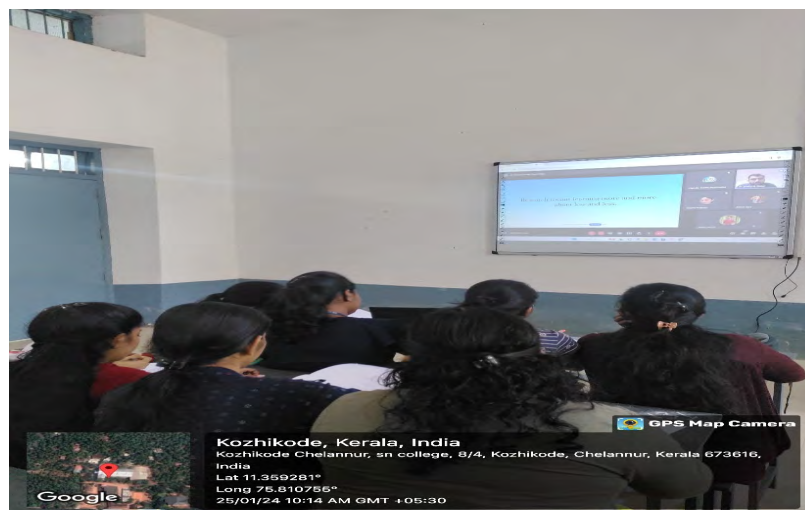 GPS Map Camera
Kozhikode, Kerala, India
Kozhikode Chelannur, sn college, 8/4, Kozhikode, Chelannur, Kerala 673616,
India
Lat 11.359281°
Long 75.810755°
25/01/24 10:14 AM GMT +05:30
Google